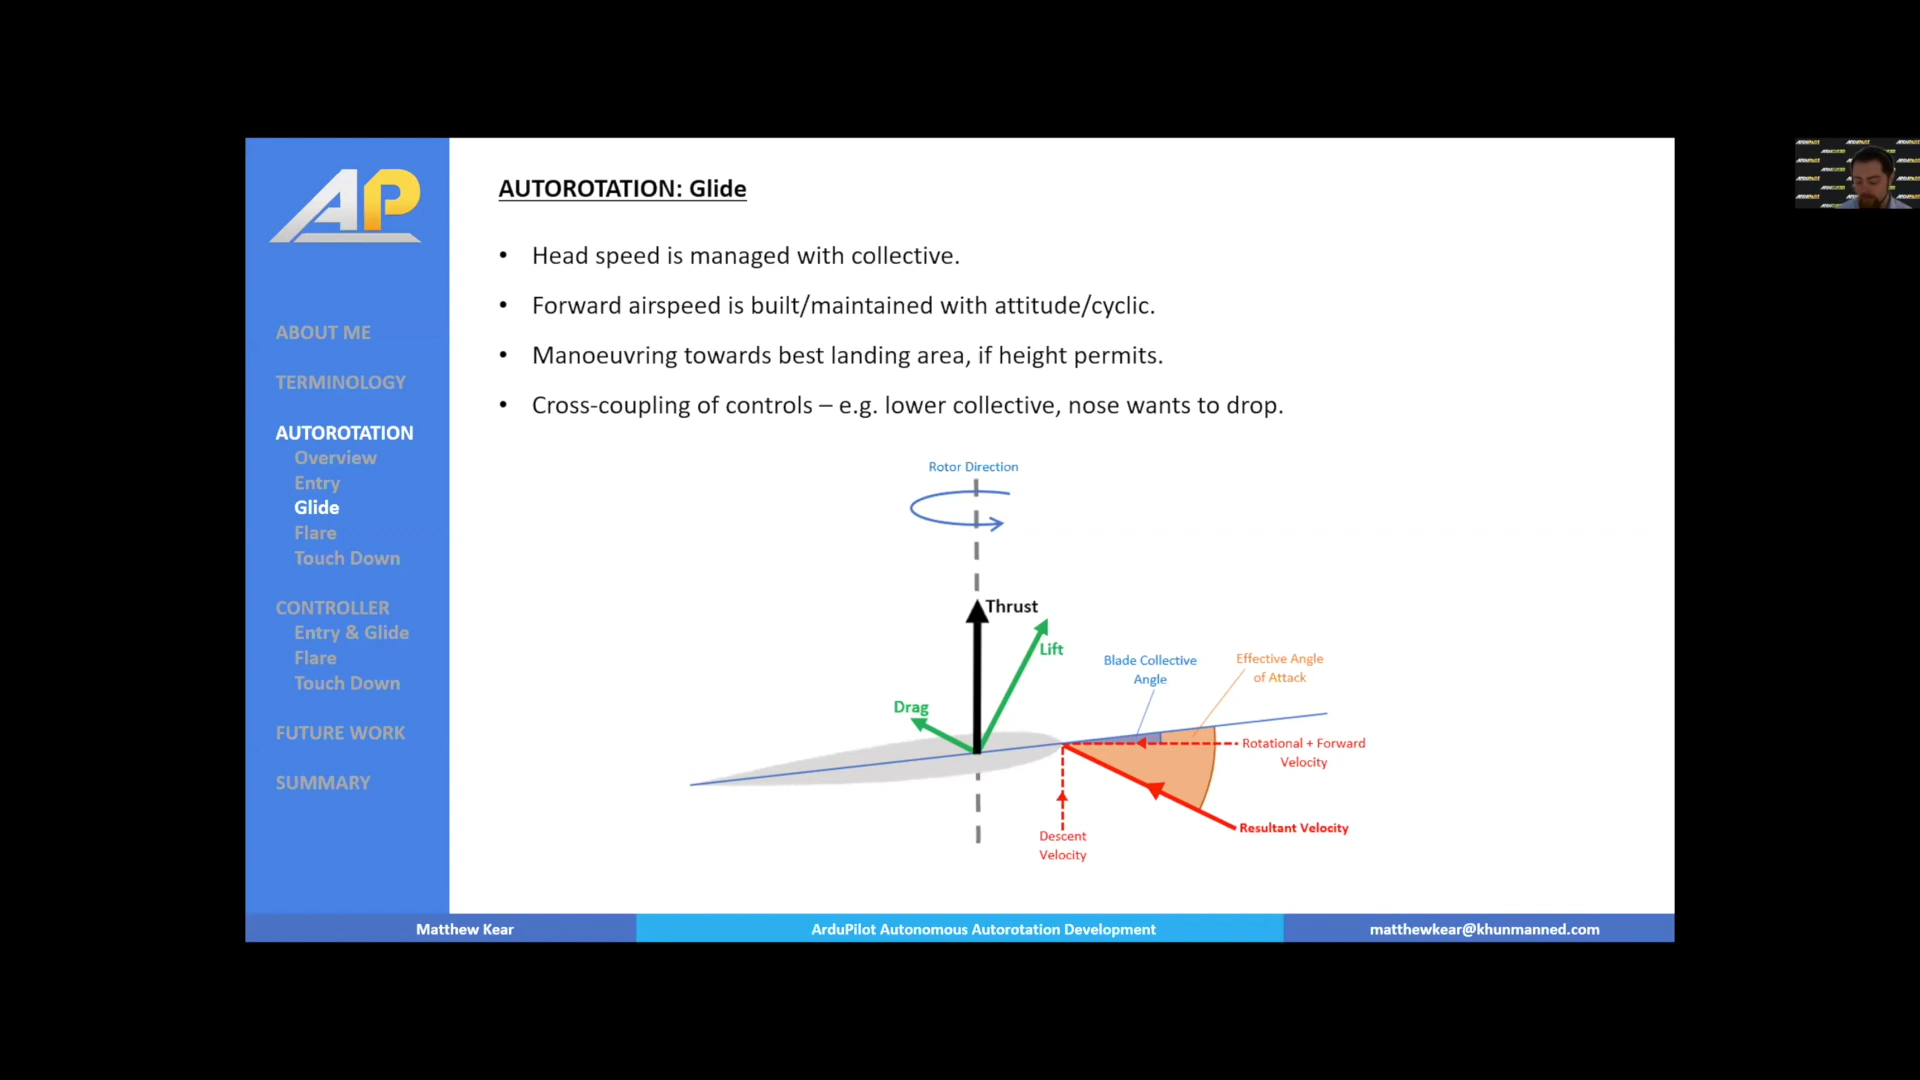 AP
ABOUT ME
TERMINOLOGY
AUTOROTATION
Overview
Entry
Glide
Flare
Touch Down
CONTROLLER
Entry & Glide
Flare
Touch Down
FUTURE WORK
SUMMARY
AUTOROTATION: Glide
• Head speed is managed with collective.
• Forward airspeed is built/maintained with attitude/cyclic.
• Manoeuvring towards best landing area, if height permits.
• Cross-coupling of controls – e.g. lower collective, nose wants to drop.
Rotor Direction
Thrust
Lift
Drag
Blade Collective
Angle
Effective Angle
of Attack
Rotational + Forward
Velocity
Resultant Velocity
Descent
Velocity
Matthew Kear
ArduPilot Autonomous Autorotation Development
matthewkear@khunmanned.com